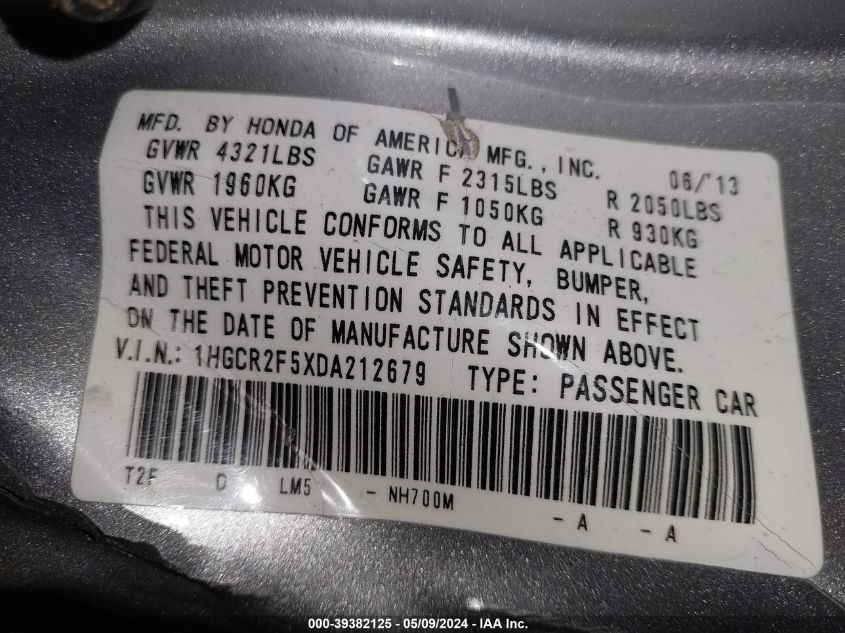 MFD. BY HONDA OF AMERICA MFG., INC. 06/'13
GVWR 4321LBS GAWR F 2315LBS R 2050LBS
GVWR 1960KG GAWR F 1050KG R 930KG
THIS VEHICLE CONFORMS TO ALL APPLICABLE
FEDERAL MOTOR VEHICLE SAFETY, BUMPER,
AND THEFT PREVENTION STANDARDS IN EFFECT
ON THE DATE OF MANUFACTURE SHOWN ABOVE.
V.I.N.: 1HGCR2F5XDA212679 TYPE: PASSENGER CAR
T2F 0 LM5 - NH700M - A - A
000-39382125 - 05/09/2024 - IAA Inc.